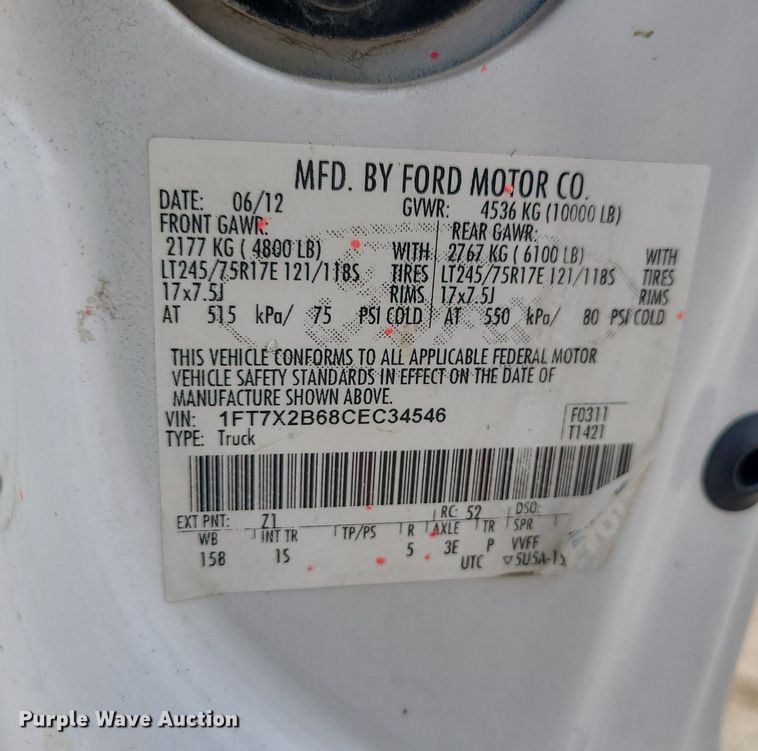 MFD. BY FORD MOTOR CO.
DATE: 06/12 GVWR: 4536 KG (10000 LB)
FRONT GAWR: REAR GAWR:
2177 KG ( 4800 LB) WITH 2767 KG ( 6100 LB) WITH
LT245/75R17E 121/118S TIRES LT245/75R17E 121/118S TIRES
17x7.5J RIMS 17x7.5J RIMS
AT 515 kPa/ 75 PSI COLD AT 550 kPa/ 80 PSI COLD
THIS VEHICLE CONFORMS TO ALL APPLICABLE FEDERAL MOTOR
VEHICLE SAFETY STANDARDS IN EFFECT ON THE DATE OF
MANUFACTURE SHOWN ABOVE.
VIN: 1FT7X2B68CEC34546 F0311
TYPE: Truck T1421
EXT PNT: Z1 RC: 52 DSO:
WB INT TR TP/PS R AXLE TR SPR
158 1S 5 3E P VVFF
UTC ▽5U5A-15
Purple Wave Auction